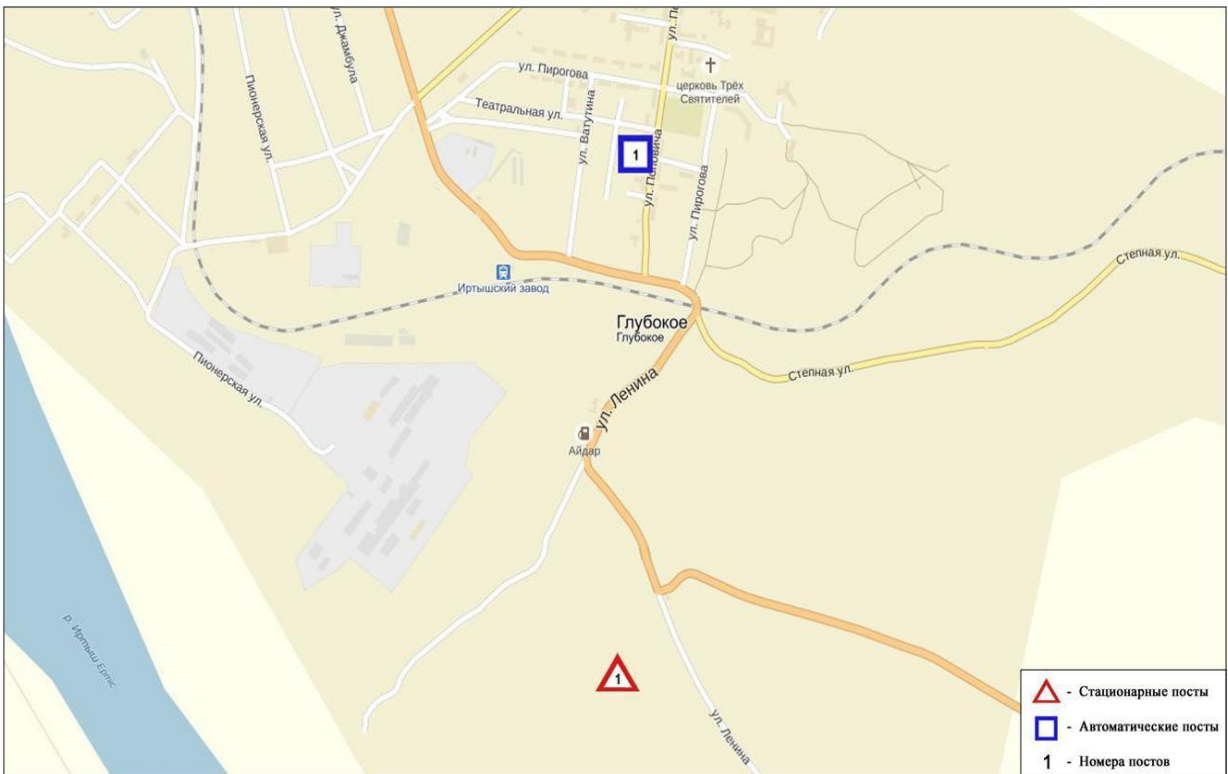 ул. Джамбула
Пионерская ул.
ул. Пирогова
Театральная ул.
ул. Ватутина
церковь Трёх
Святителей
1
ул. Поповича
ул. Пирогова
Степная ул.
Иртышский завод
Глубокое
Глубокое
Пионерская ул.
Степная ул.
ул. Ленина
Айдар
р. Иртыш Ертіс
1
ул. Ленина
- Стационарные посты
- Автоматические посты
1 - Номера постов